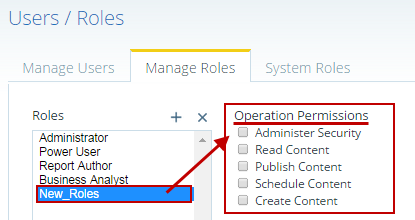 Users / Roles
Manage Users
Manage Roles
System Roles
Roles
Administrator
Power User
Report Author
Business Analyst
New_Roles
Operation Permissions
Administer Security
Read Content
Publish Content
Schedule Content
Create Content